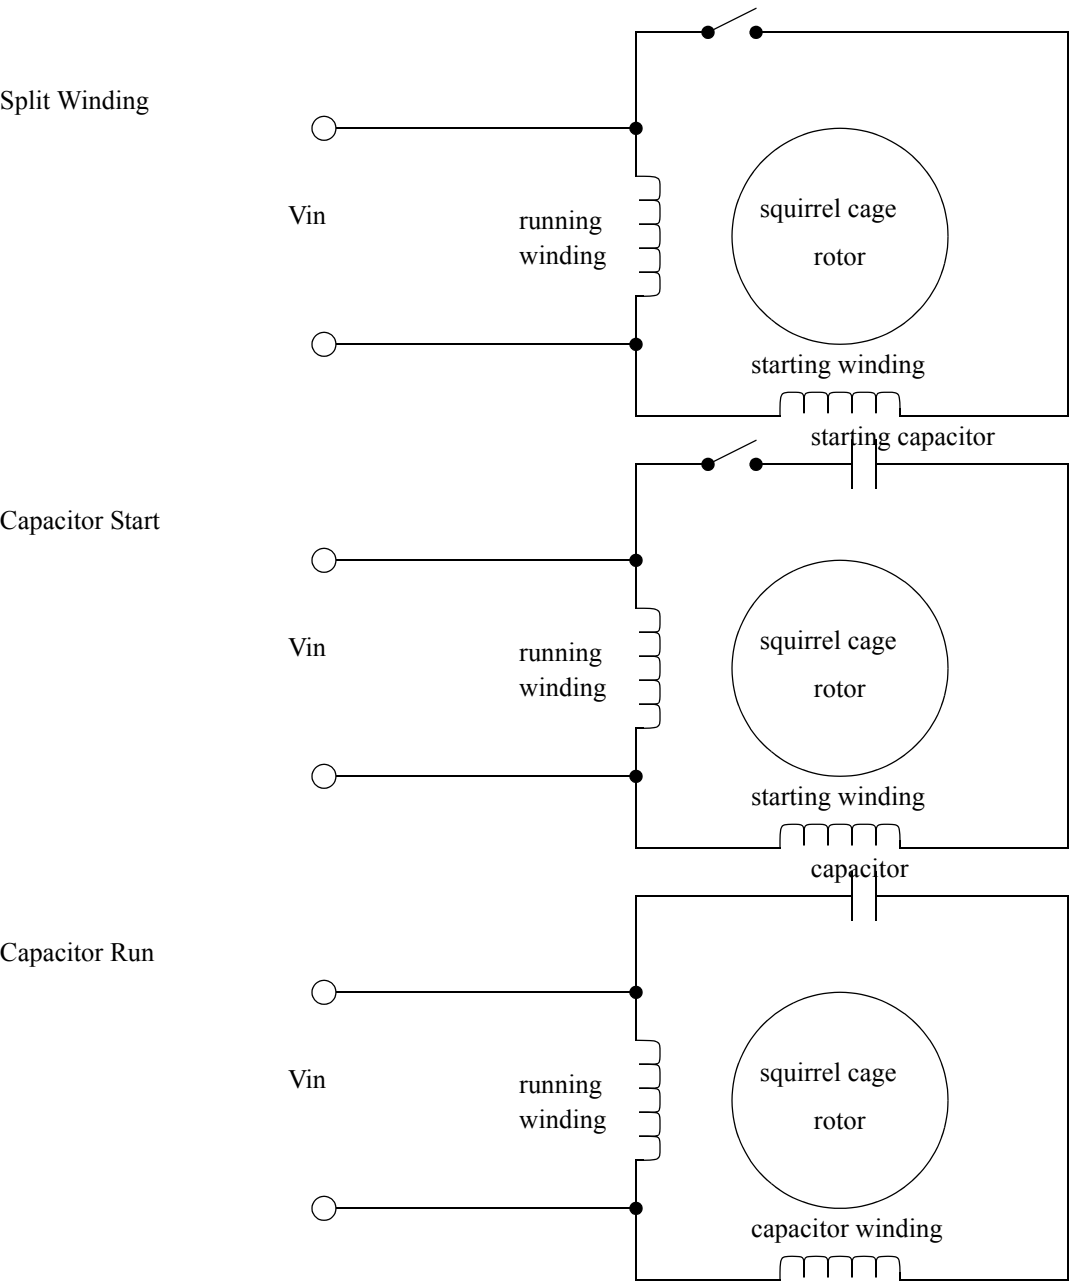 Split Winding
Vin
running
winding
squirrel cage
rotor
starting winding
starting capacitor
Capacitor Start
Vin
running
winding
squirrel cage
rotor
starting winding
capacitor
Capacitor Run
Vin
running
winding
squirrel cage
rotor
capacitor winding